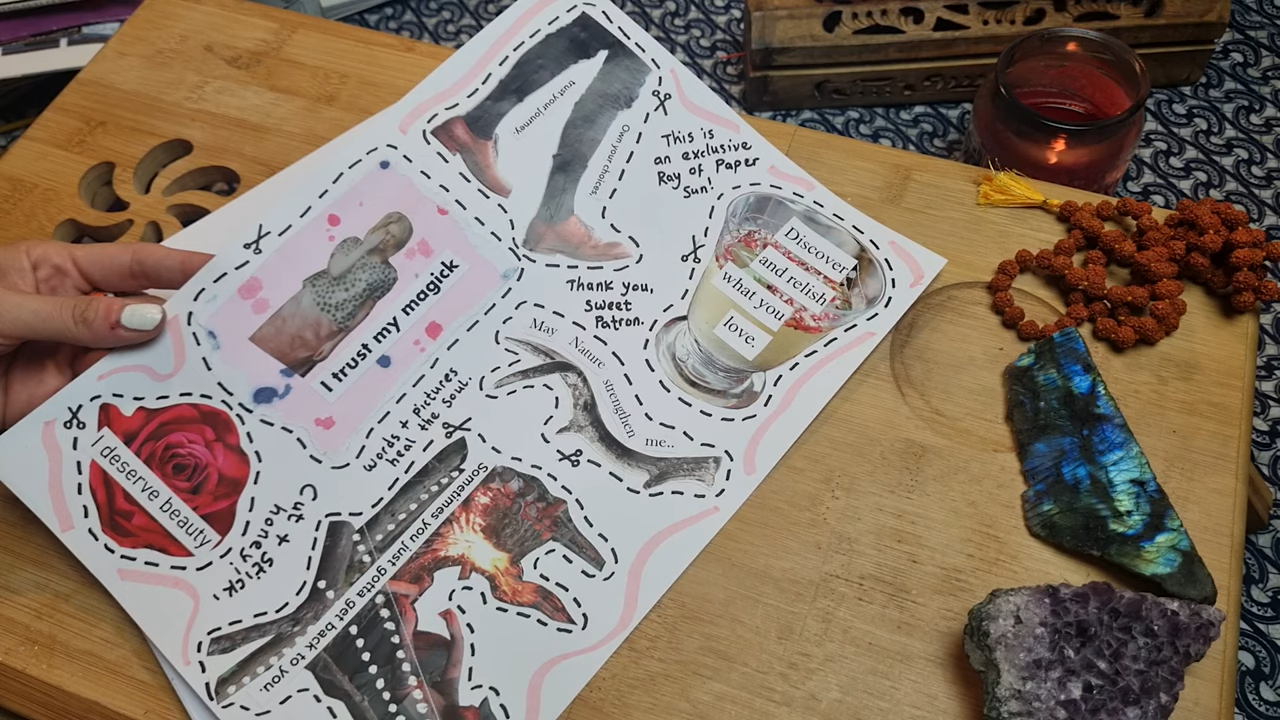 trust your journey.
Own your choices,
This is
an exclusive
Ray of Paper
Sun!
Discover
and relish
what you
love.
Thank you,
Sweet
Patron.
I trust my magick
May Nature strengthen me..
words + pictures
heal the soul.
I deserve beauty
Cut + Stick,
honey!!
Sometimes you just gotta get back to you.